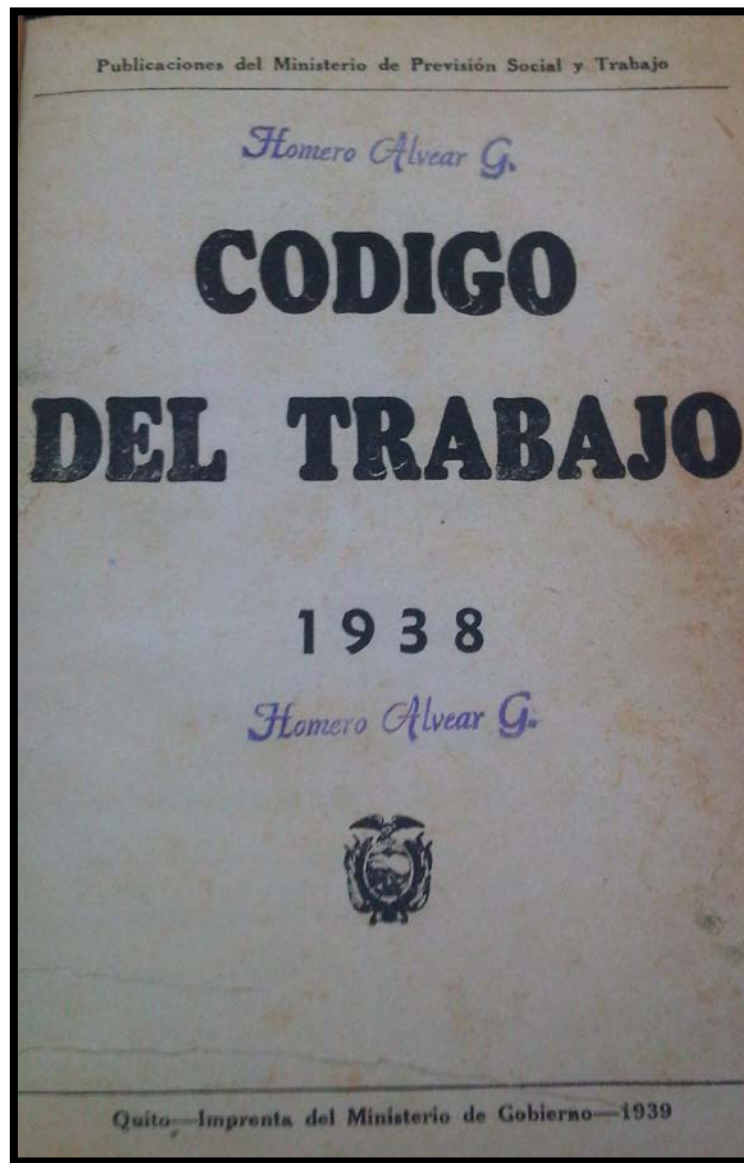 Publicaciones del Ministerio de Previsión Social y Trabajo
Homero Alvear G.
CODIGO
DEL TRABAJO
1938
Homero Alvear G.
Quito—Imprenta del Ministerio de Gobierno—1939